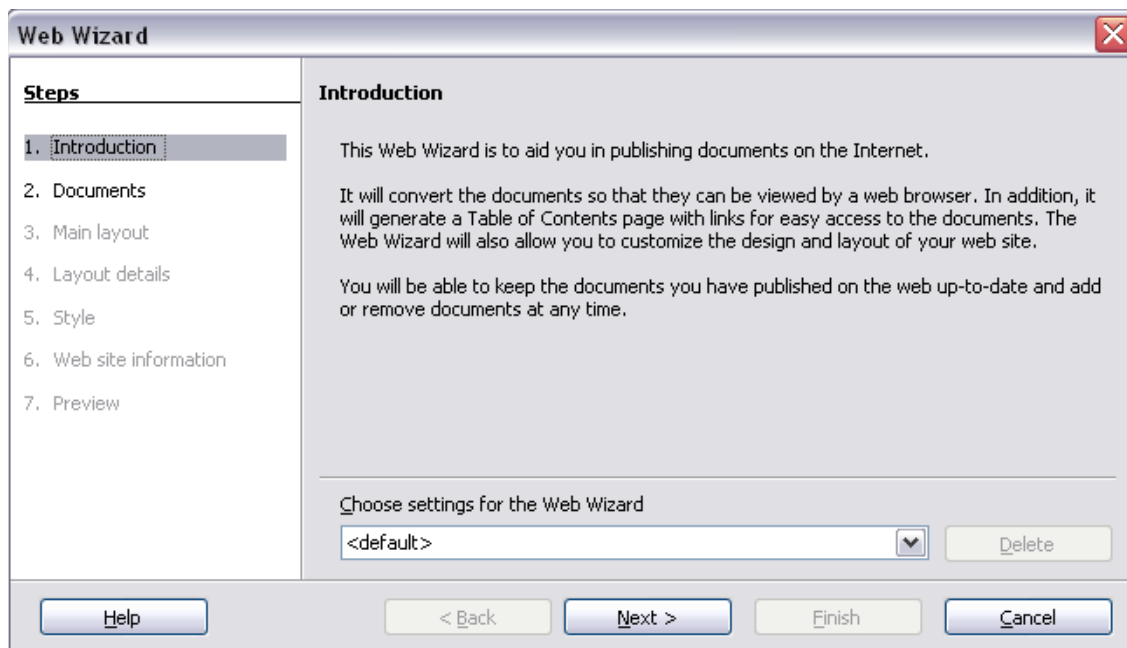 Web Wizard
Steps
1. Introduction
2. Documents
3. Main layout
4. Layout details
5. Style
6. Web site information
7. Preview
Introduction
This Web Wizard is to aid you in publishing documents on the Internet.
It will convert the documents so that they can be viewed by a web browser. In addition, it
will generate a Table of Contents page with links for easy access to the documents. The
Web Wizard will also allow you to customize the design and layout of your web site.
You will be able to keep the documents you have published on the web up-to-date and add
or remove documents at any time.
Choose settings for the Web Wizard
<default>
Delete
Help
< Back
Next >
Finish
Cancel